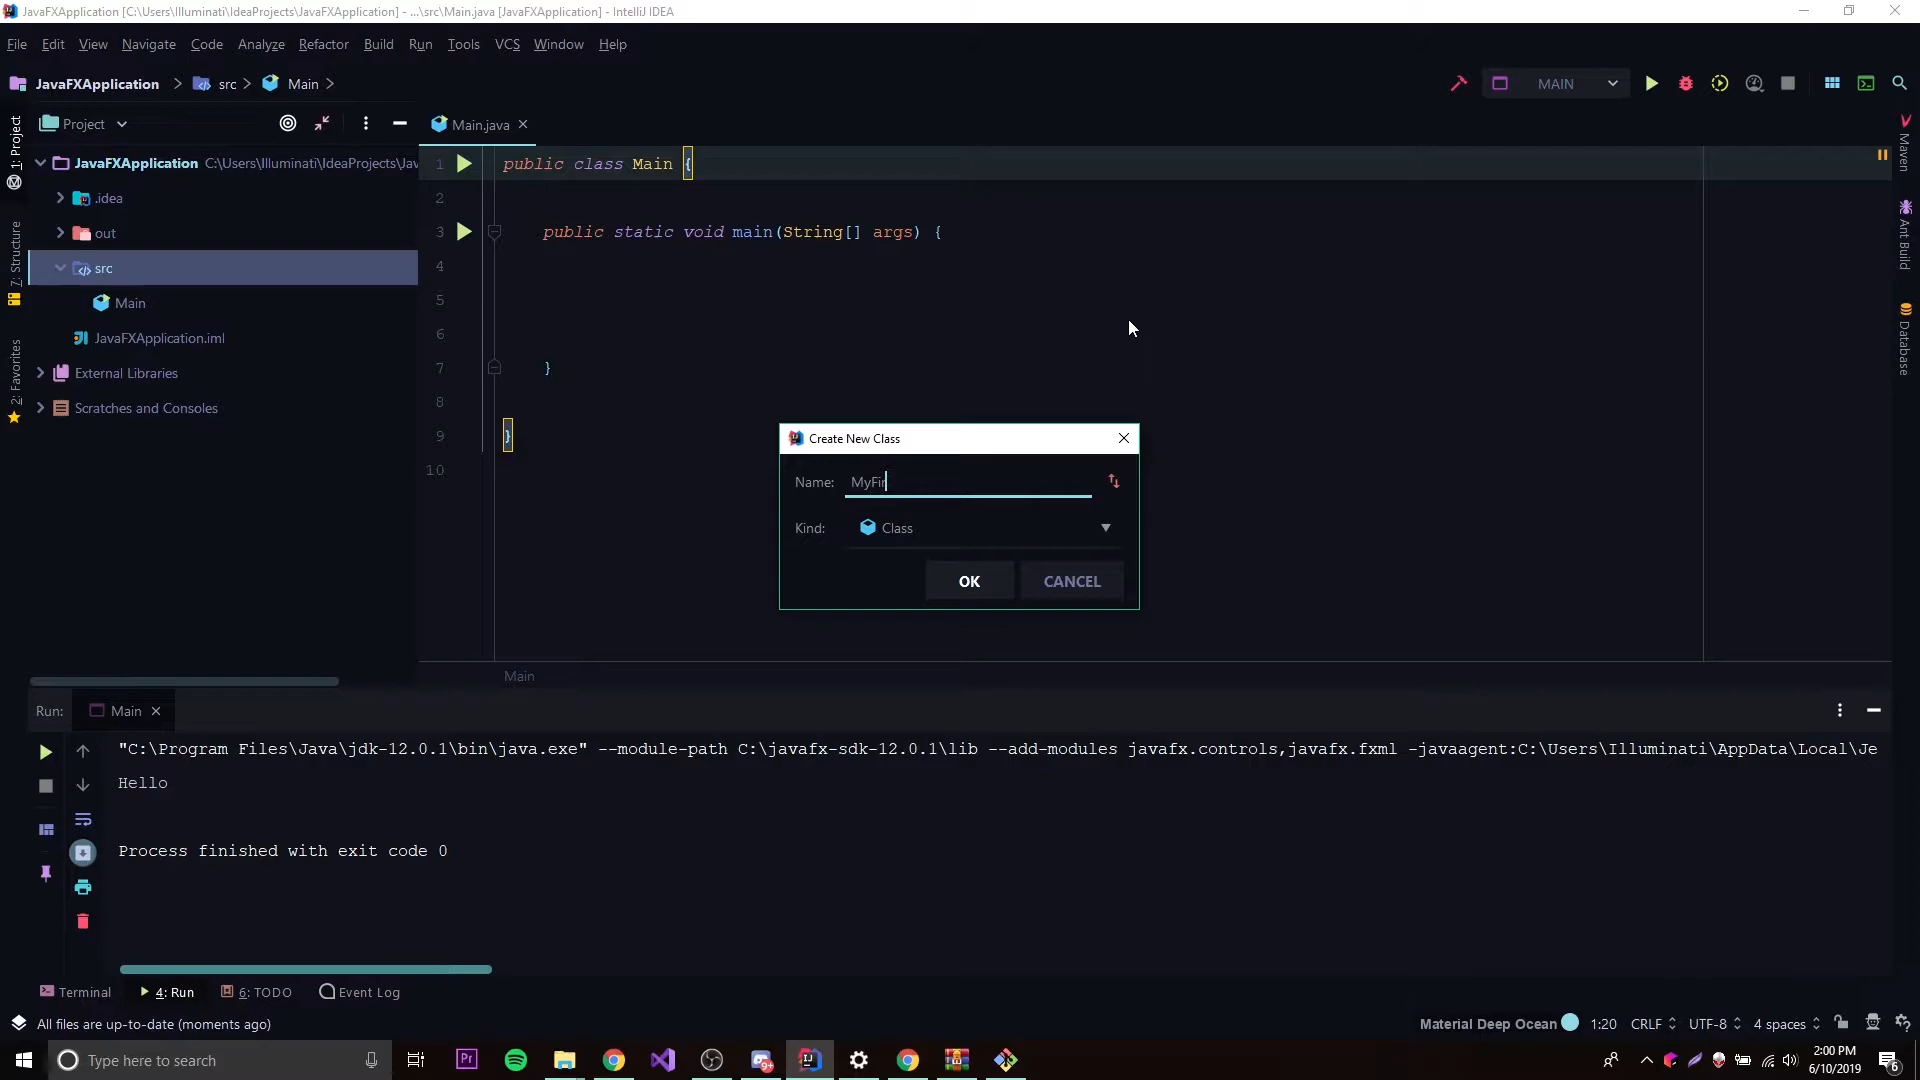 JavaFXApplication [C:\Users\Illuminati\IdeaProjects\JavaFXApplication] - ...\src\Main.java [JavaFXApplication] - IntelliJ IDEA
File Edit View Navigate Code Analyze Refactor Build Run Tools VCS Window Help
JavaFXApplication src Main
MAIN
1: Project
7: Structure
2: Favorites
Project
JavaFXApplication C:\Users\Illuminati\IdeaProjects\Jav
.idea
out
src
Main
JavaFXApplication.iml
External Libraries
Scratches and Consoles
Main.java
1 public class Main {
2
3 public static void main(String[] args) {
4
5
6
7 }
8
9 }
10
Main
Create New Class
Name: MyFir
Kind: Class
OK CANCEL
Maven
Ant Build
Database
Run: Main
"C:\Program Files\Java\jdk-12.0.1\bin\java.exe" --module-path C:\javafx-sdk-12.0.1\lib --add-modules javafx.controls,javafx.fxml -javaagent:C:\Users\Illuminati\AppData\Local\Je
Hello
Process finished with exit code 0
Terminal 4: Run 6: TODO Event Log
All files are up-to-date (moments ago)
Material Deep Ocean 1:20 CRLF UTF-8 4 spaces
Type here to search
Pr
9+
IJ
2:00 PM
6/10/2019
6